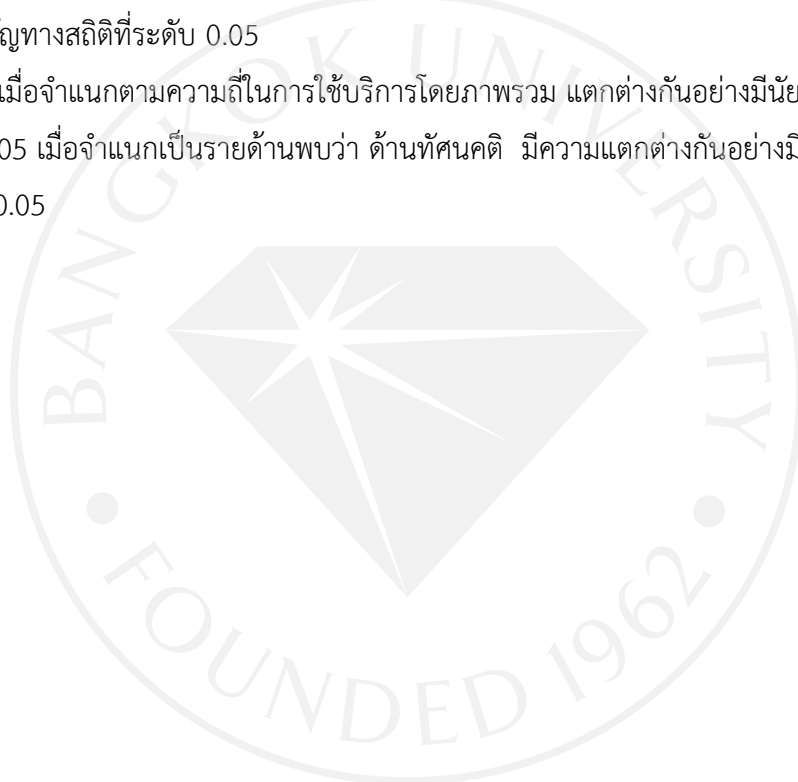 ัญทางสถิติที่ระดับ 0.05
เมื่อจำแนกตามความถี่ในการใช้บริการโดยภาพรวม แตกต่างกันอย่างมีนัย
05 เมื่อจำแนกเป็นรายด้านพบว่า ด้านทัศนคติ มีความแตกต่างกันอย่างมี
0.05
BANGKOK UNIVERSITY
FOUNDED 1962